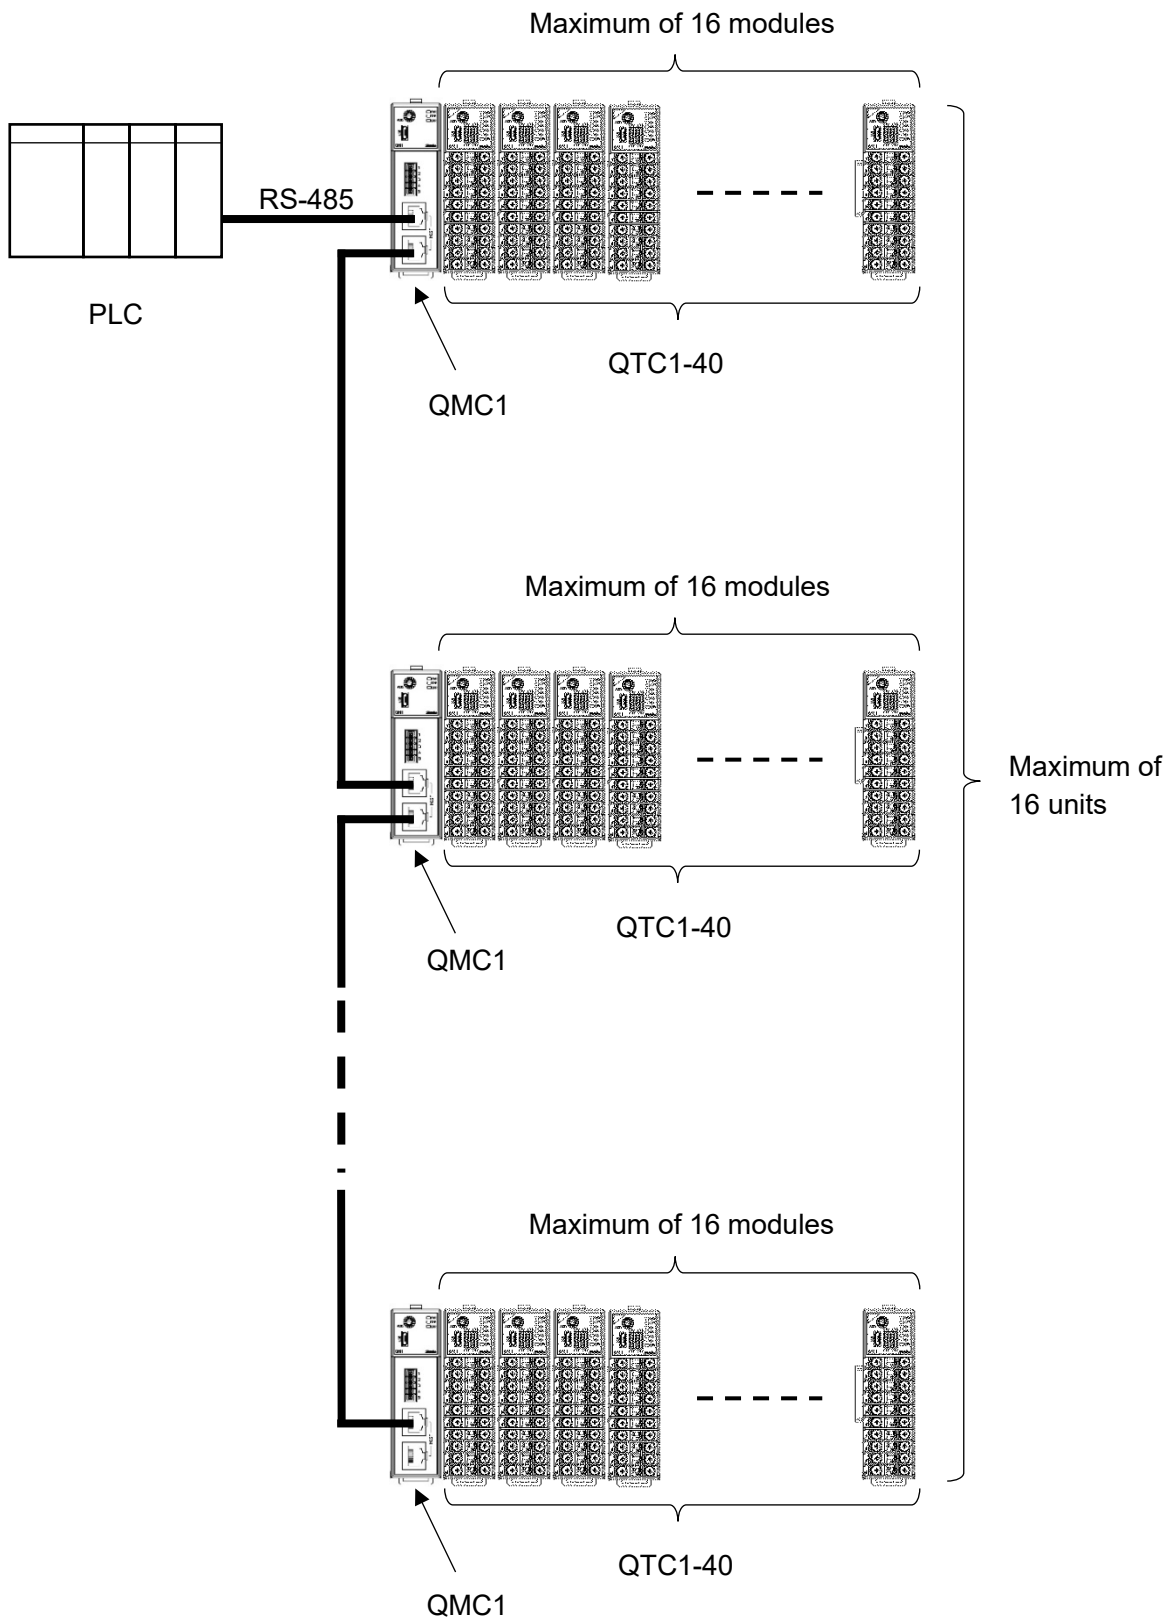 Maximum of 16 modules
RS-485
PLC
QTC1-40
QMC1
Maximum of 16 modules
Maximum of
16 units
QTC1-40
QMC1
Maximum of 16 modules
QTC1-40
QMC1